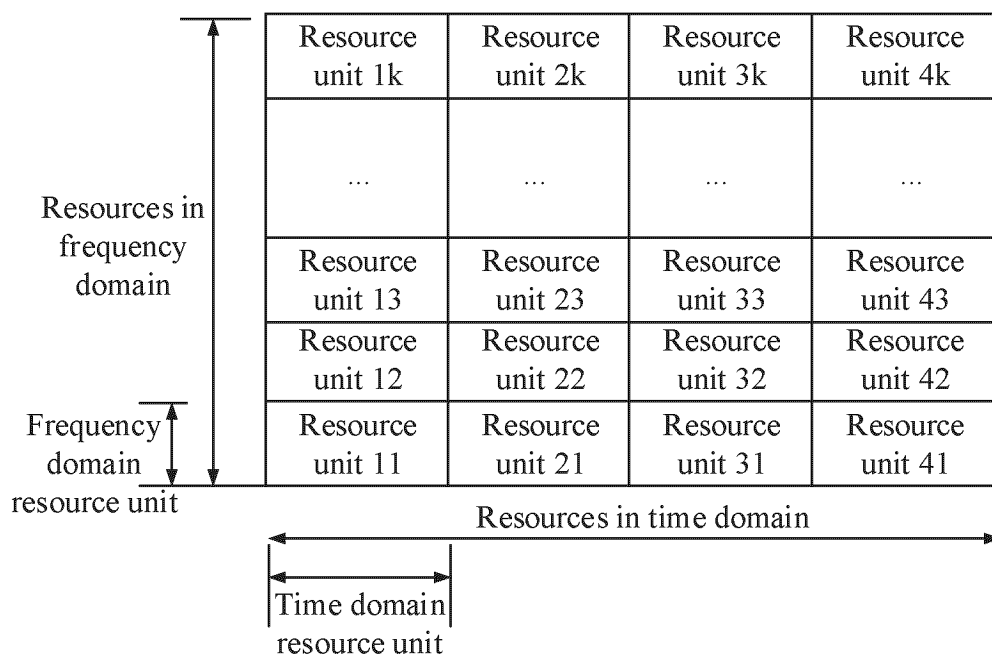 Resource
unit 1k
Resource
unit 2k
Resource
unit 3k
Resource
unit 4k
...
...
...
...
Resources in
frequency
domain
Resource
unit 13
Resource
unit 23
Resource
unit 33
Resource
unit 43
Resource
unit 12
Resource
unit 22
Resource
unit 32
Resource
unit 42
Frequency
domain
resource unit
Resource
unit 11
Resource
unit 21
Resource
unit 31
Resource
unit 41
Resources in time domain
Time domain
resource unit